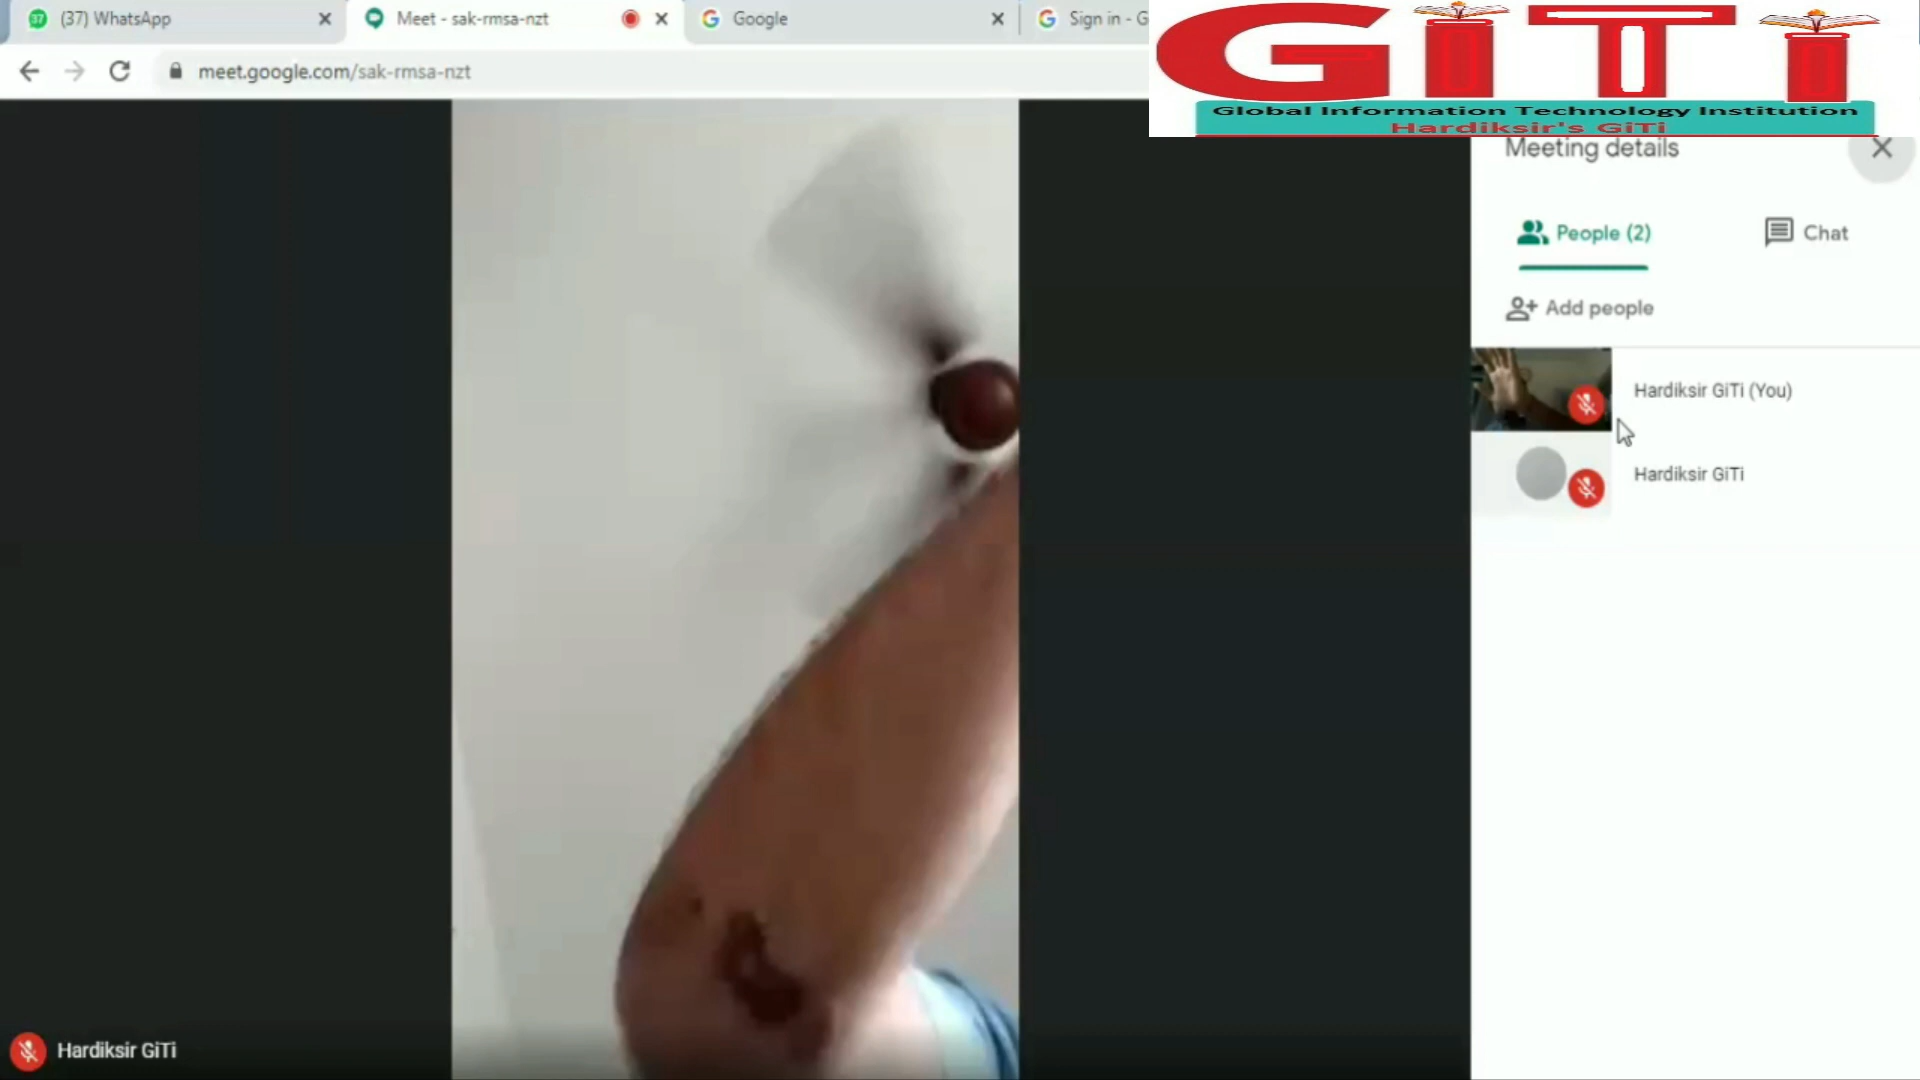 37
(37) WhatsApp
Meet - sak-rmsa-nzt
Google
Sign in - G
meet.google.com/sak-rmsa-nzt
GiTi
Global Information Technology Institution
Hardiksir's GiTi
Meeting details
People (2)
Chat
Add people
Hardiksir GiTi (You)
Hardiksir GiTi
Hardiksir GiTi